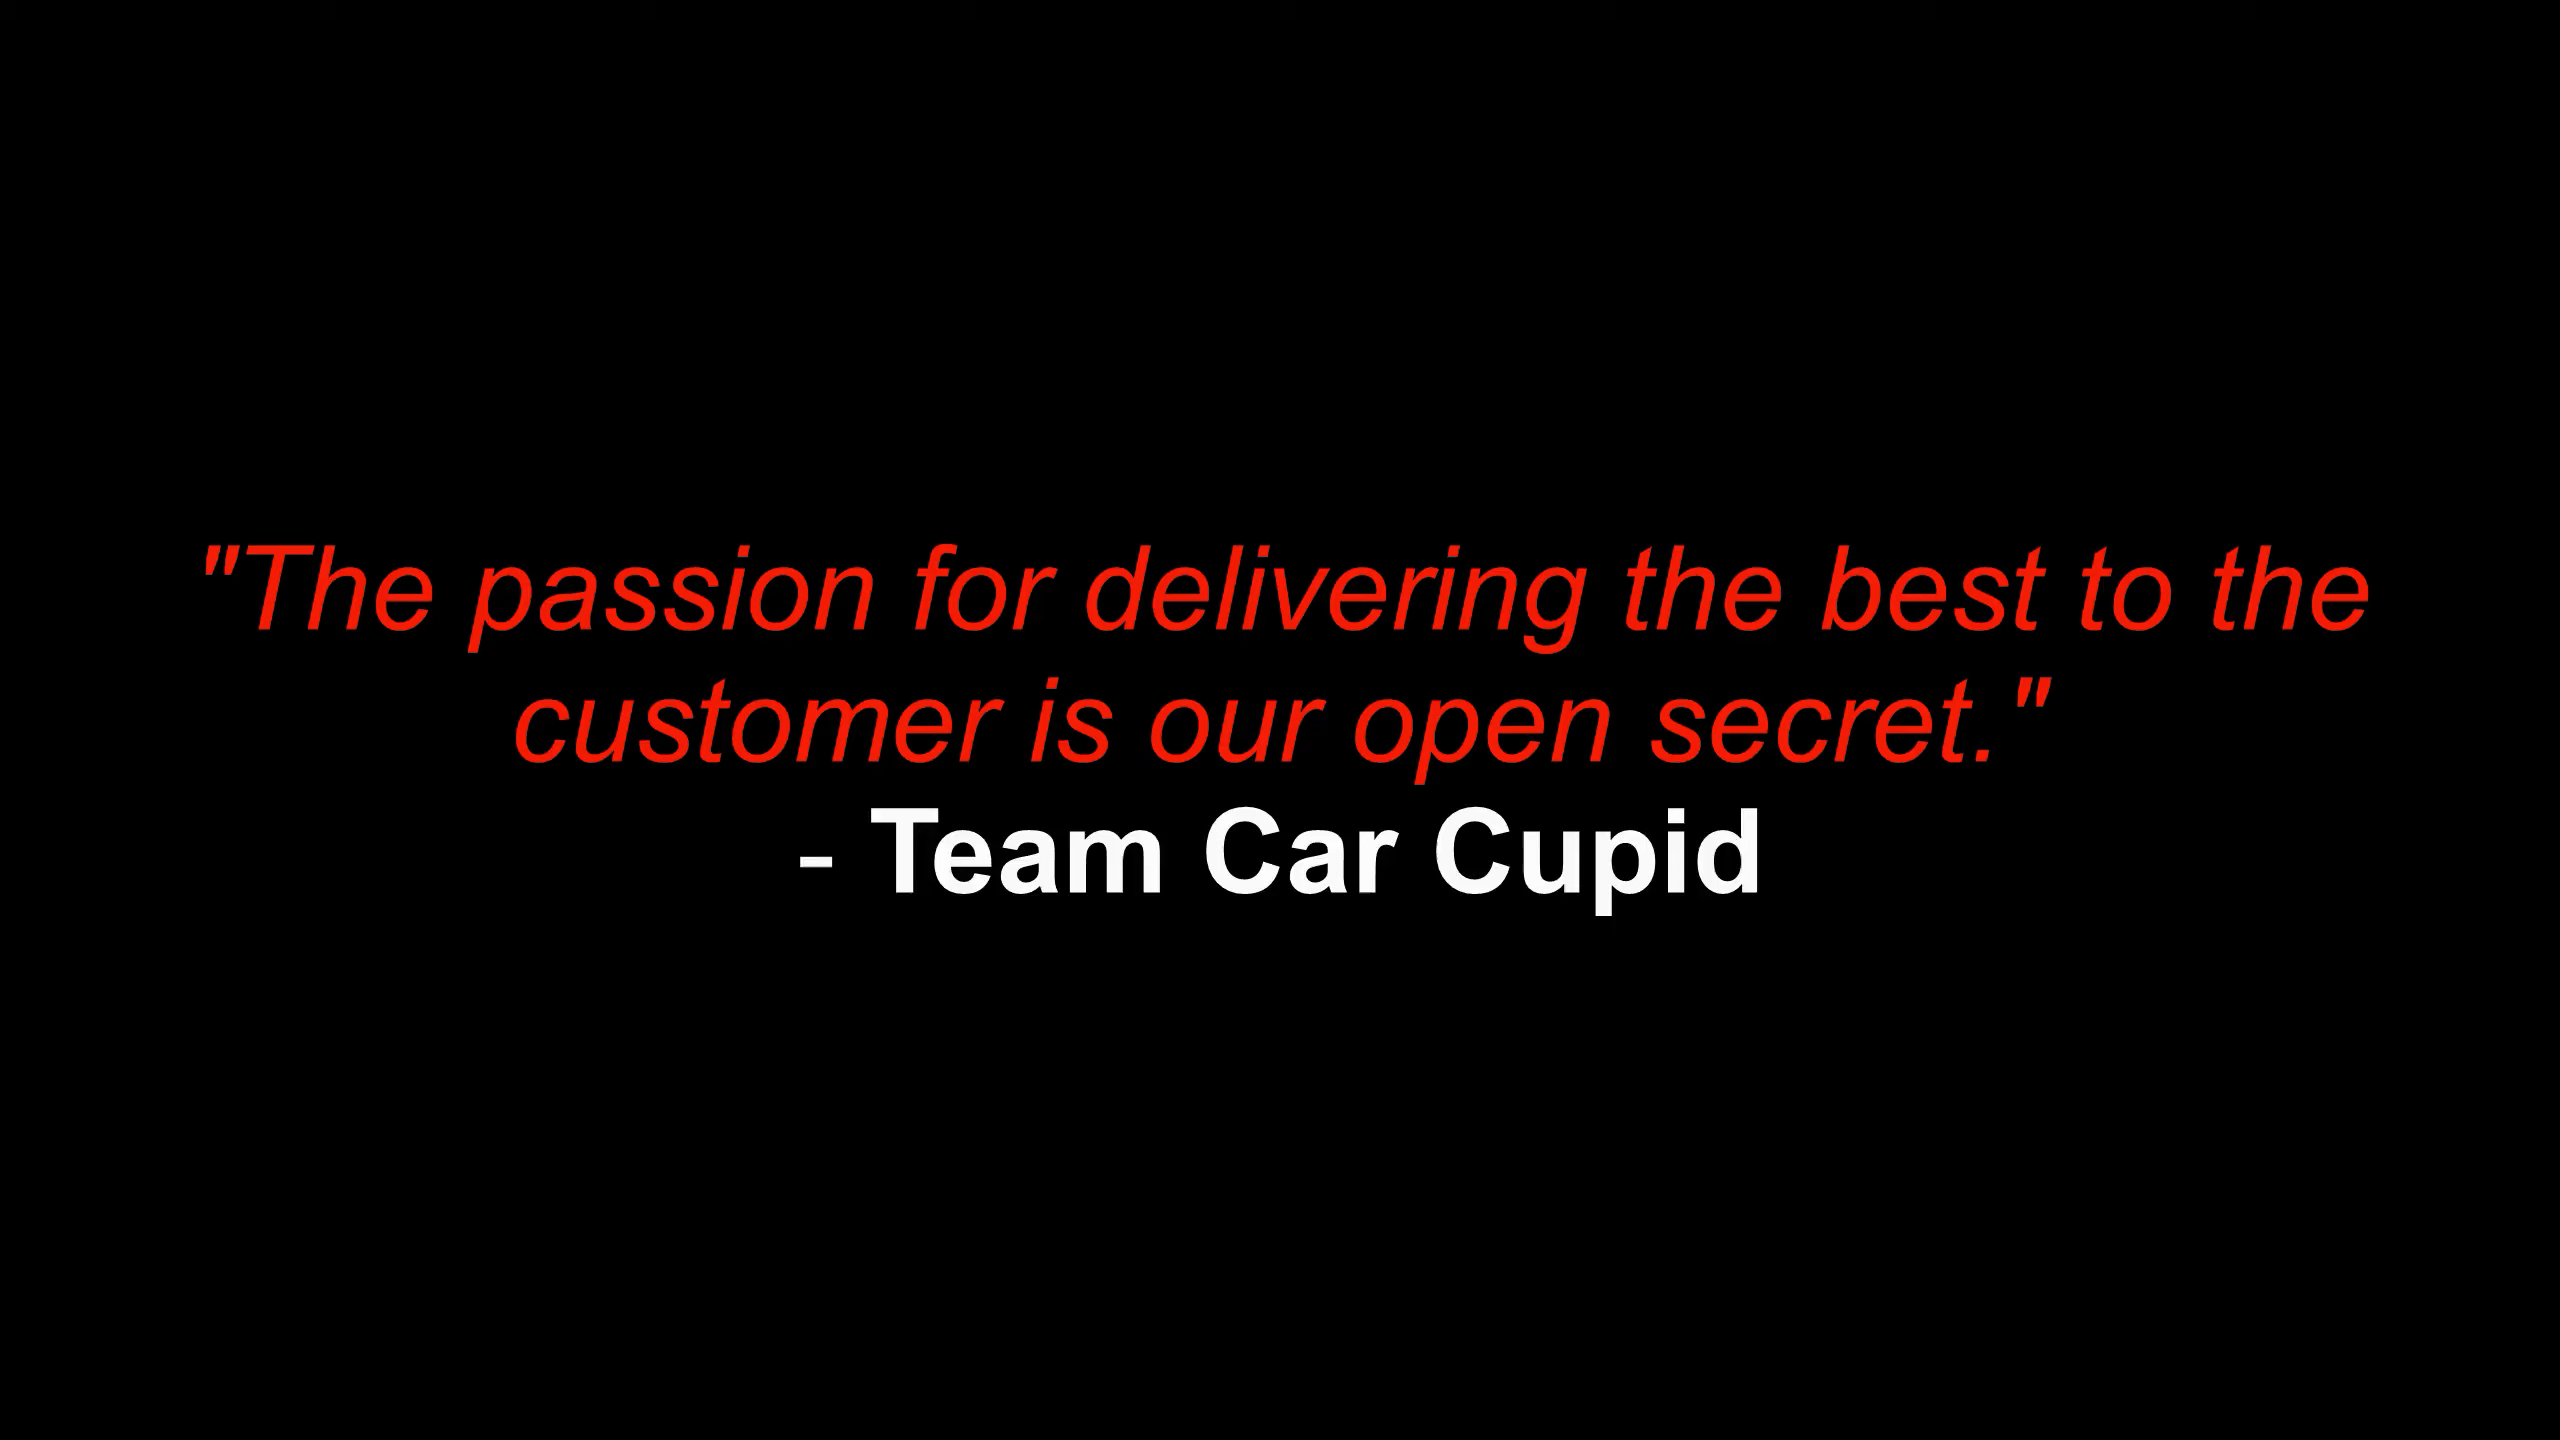 "The passion for delivering the best to the
customer is our open secret."
- Team Car Cupid